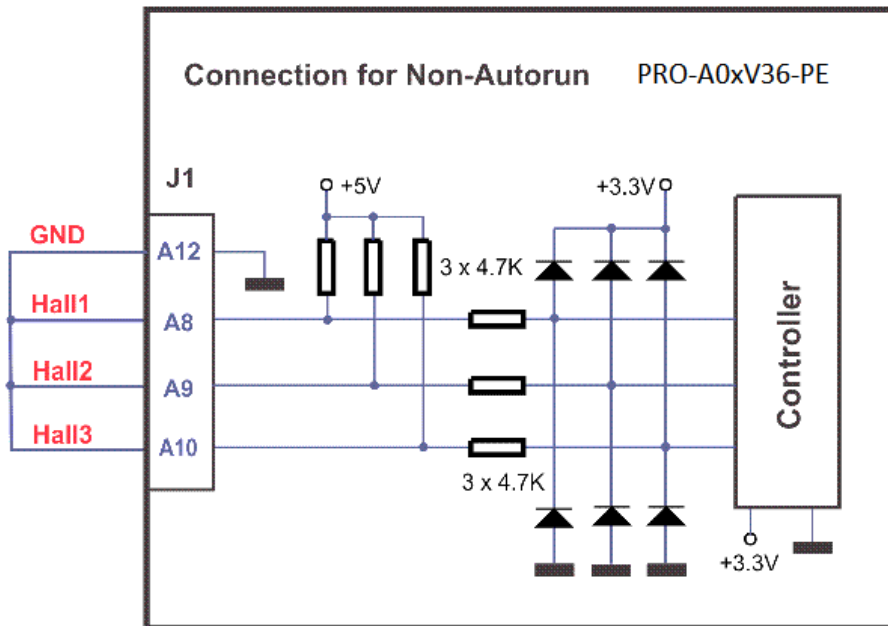 Connection for Non-Autorun PRO-A0xV36-PE
J1
+5V
+3.3V
GND
A12
3 x 4.7K
Hall1
A8
Hall2
A9
Hall3
A10
3 x 4.7K
Controller
+3.3V